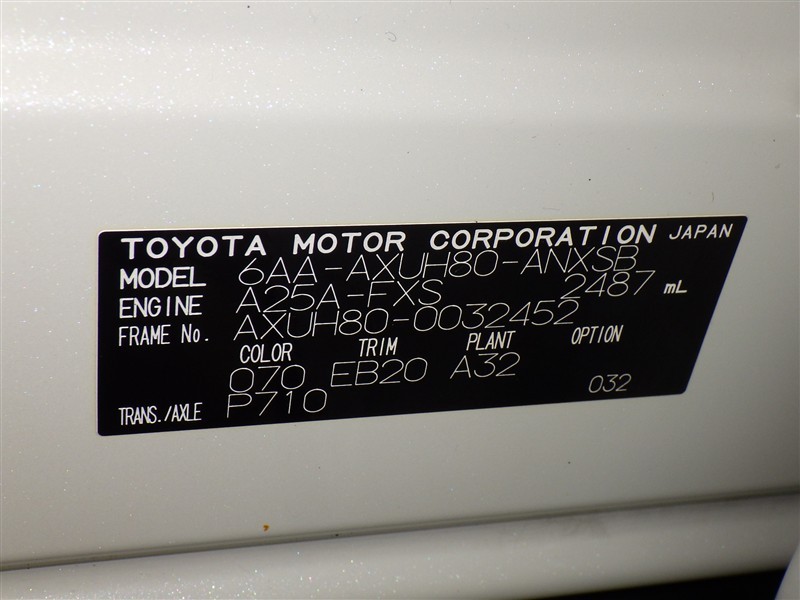 TOYOTA MOTOR CORPORATION JAPAN
MODEL 6AA-AXUH80-ANXSB
ENGINE A25A-FXS 2487 mL
FRAME No. AXUH80-0032452
COLOR TRIM PLANT OPTION
070 EB20 A32 032
TRANS./AXLE P710